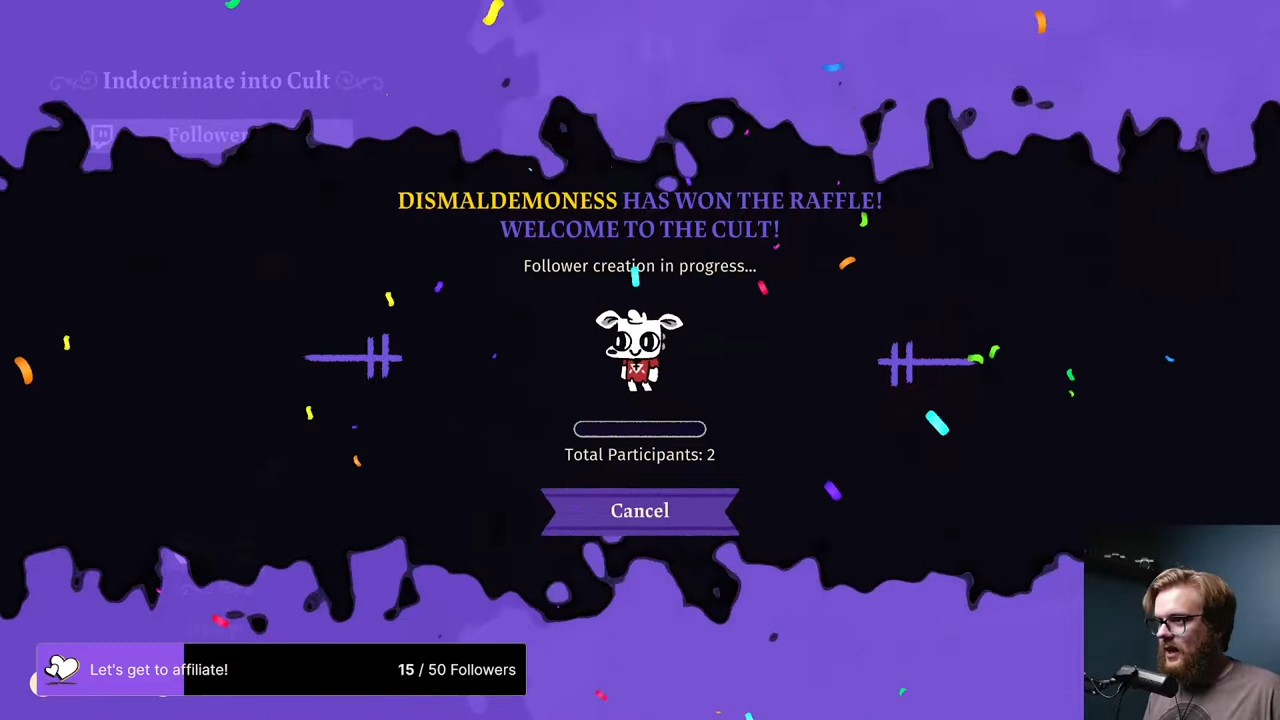 Indoctrinate into Cult
Follower
DISMALDEMONESS HAS WON THE RAFFLE!
WELCOME TO THE CULT!
Follower creation in progress...
Total Participants: 2
Cancel
Let's get to affiliate!
15 / 50 Followers